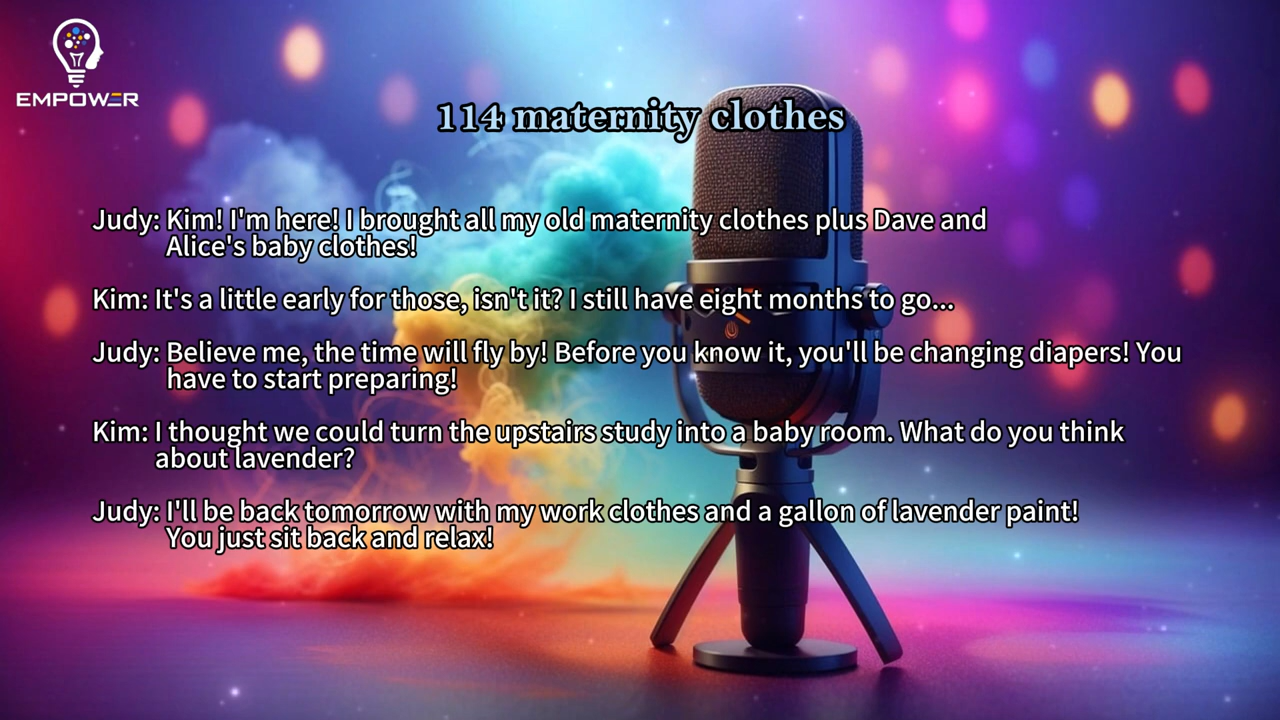 EMPOWER
114 maternity clothes
Judy: Kim! I'm here! I brought all my old maternity clothes plus Dave and
Alice's baby clothes!
Kim: It's a little early for those, isn't it? I still have eight months to go...
Judy: Believe me, the time will fly by! Before you know it, you'll be changing diapers! You
have to start preparing!
Kim: I thought we could turn the upstairs study into a baby room. What do you think
about lavender?
Judy: I'll be back tomorrow with my work clothes and a gallon of lavender paint!
You just sit back and relax!